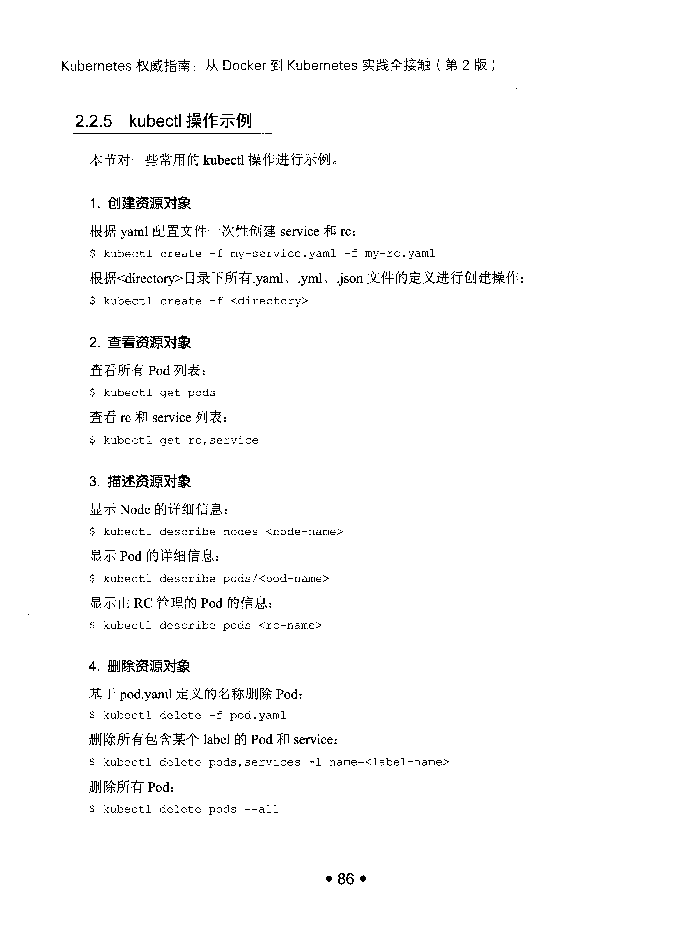 Kubernetes 权威指南：从 Docker 到 Kubernetes 实践全接触（第 2 版）
2.2.5 kubectl 操作示例
本节对一些常用的 kubectl 操作进行示例。
1. 创建资源对象
根据 yaml 配置文件一次性创建 service 和 rc：
$ kubectl create -f my-service.yaml -f my-rc.yaml
根据<directory>目录下所有.yaml、.yml、.json 文件的定义进行创建操作：
$ kubectl create -f <directory>
2. 查看资源对象
查看所有 Pod 列表：
$ kubectl get pods
查看 rc 和 service 列表：
$ kubectl get rc,service
3. 描述资源对象
显示 Node 的详细信息：
$ kubectl describe nodes <node-name>
显示 Pod 的详细信息：
$ kubectl describe pods/<pod-name>
显示由 RC 管理的 Pod 的信息：
$ kubectl describe pods <rc-name>
4. 删除资源对象
基于 pod.yaml 定义的名称删除 Pod：
$ kubectl delete -f pod.yaml
删除所有包含某个 label 的 Pod 和 service：
$ kubectl delete pods,services -l name=<label-name>
删除所有 Pod：
$ kubectl delete pods --all
• 86 •